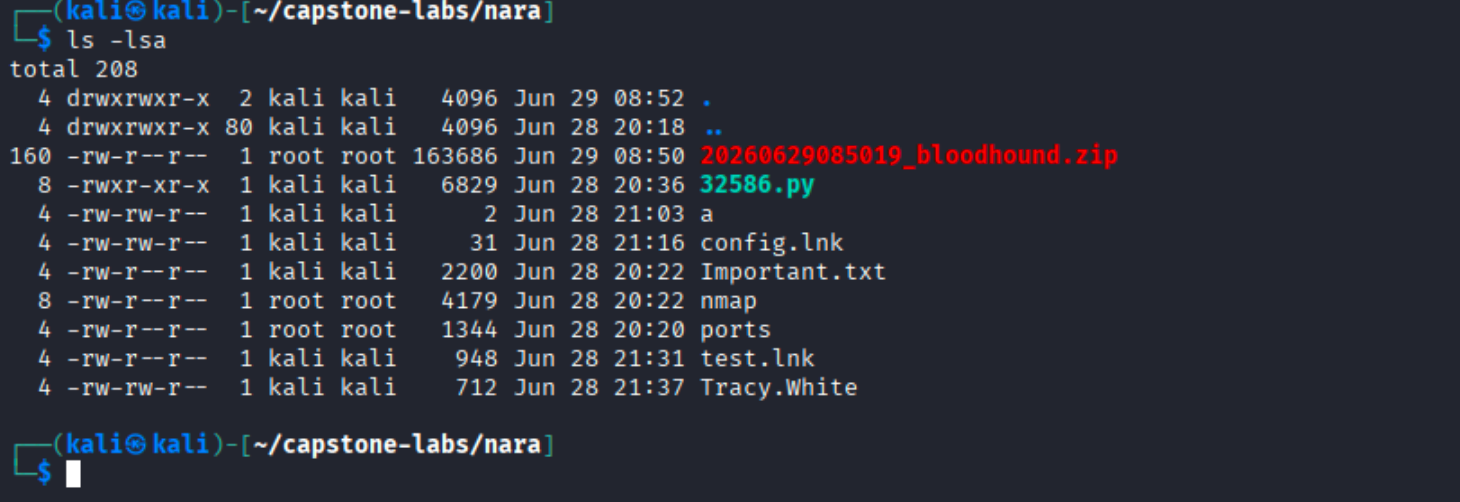 ┌──(kali㉿kali)-[~/capstone-labs/nara]
└─$ ls -lsa
total 208
  4 drwxrwxr-x  2 kali kali   4096 Jun 29 08:52 .
  4 drwxrwxr-x 80 kali kali   4096 Jun 28 20:18 ..
160 -rw-r--r--  1 root root 163686 Jun 29 08:50 20260629085019_bloodhound.zip
  8 -rwxr-xr-x  1 kali kali   6829 Jun 28 20:36 32586.py
  4 -rw-rw-r--  1 kali kali      2 Jun 28 21:03 a
  4 -rw-rw-r--  1 kali kali     31 Jun 28 21:16 config.lnk
  4 -rw-rw-r--  1 kali kali   2200 Jun 28 20:22 Important.txt
  8 -rw-r--r--  1 root root   4179 Jun 28 20:22 nmap
  4 -rw-r--r--  1 root root   1344 Jun 28 20:20 ports
  4 -rw-r--r--  1 kali kali    948 Jun 28 21:31 test.lnk
  4 -rw-rw-r--  1 kali kali    712 Jun 28 21:37 Tracy.White
┌──(kali㉿kali)-[~/capstone-labs/nara]
└─$